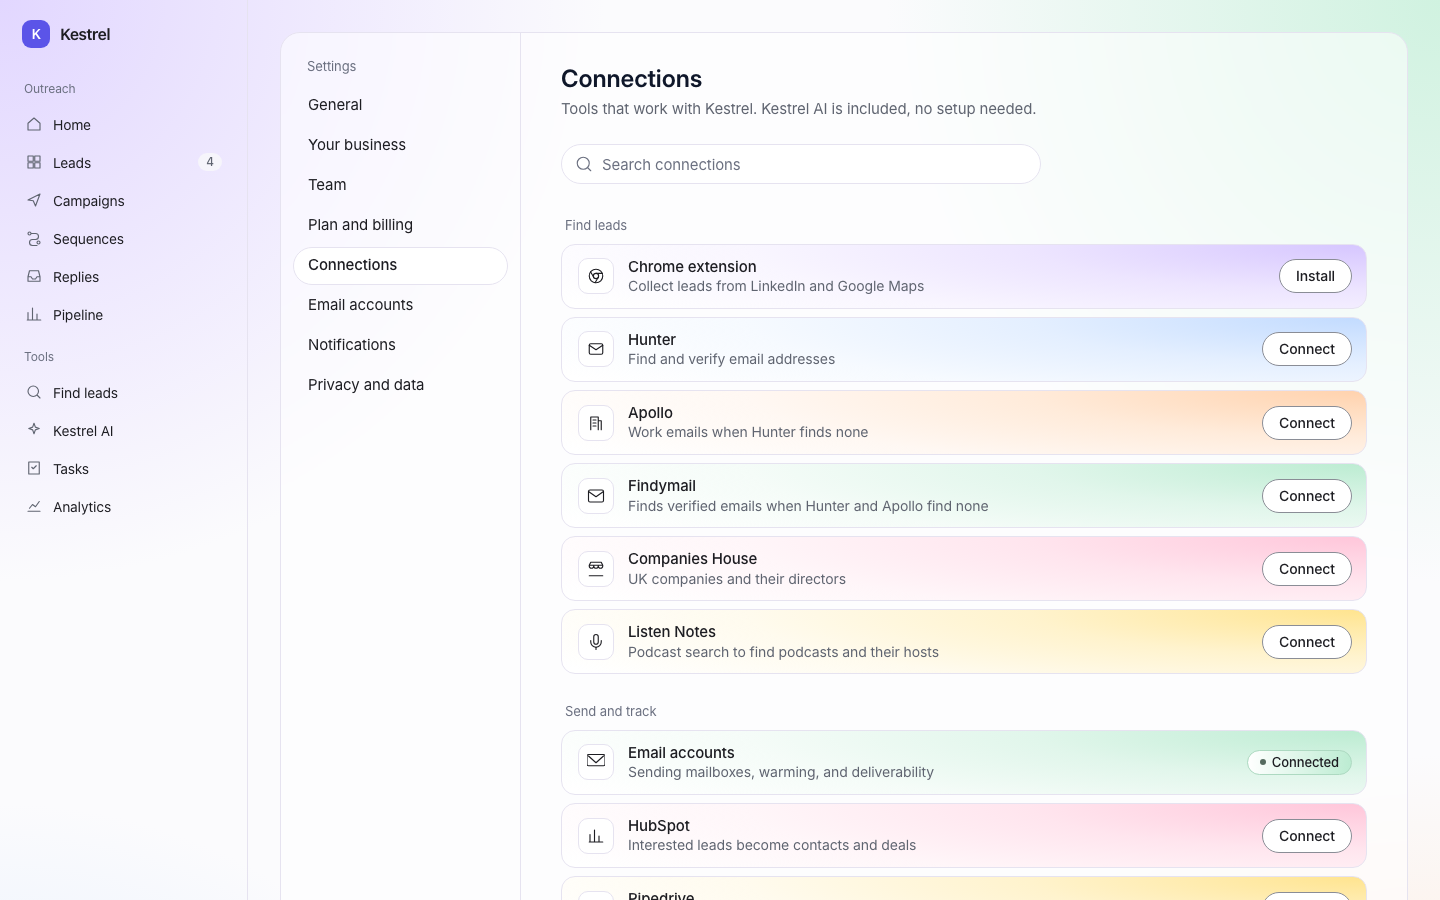 K Kestrel
Outreach
Home
Leads 4
Campaigns
Sequences
Replies
Pipeline
Tools
Find leads
Kestrel AI
Tasks
Analytics
Settings
General
Your business
Team
Plan and billing
Connections
Email accounts
Notifications
Privacy and data
Connections
Tools that work with Kestrel. Kestrel AI is included, no setup needed.
Search connections
Find leads
Chrome extension
Collect leads from LinkedIn and Google Maps
Install
Hunter
Find and verify email addresses
Connect
Apollo
Work emails when Hunter finds none
Connect
Findymail
Finds verified emails when Hunter and Apollo find none
Connect
Companies House
UK companies and their directors
Connect
Listen Notes
Podcast search to find podcasts and their hosts
Connect
Send and track
Email accounts
Sending mailboxes, warming, and deliverability
Connected
HubSpot
Interested leads become contacts and deals
Connect
Pipedrive